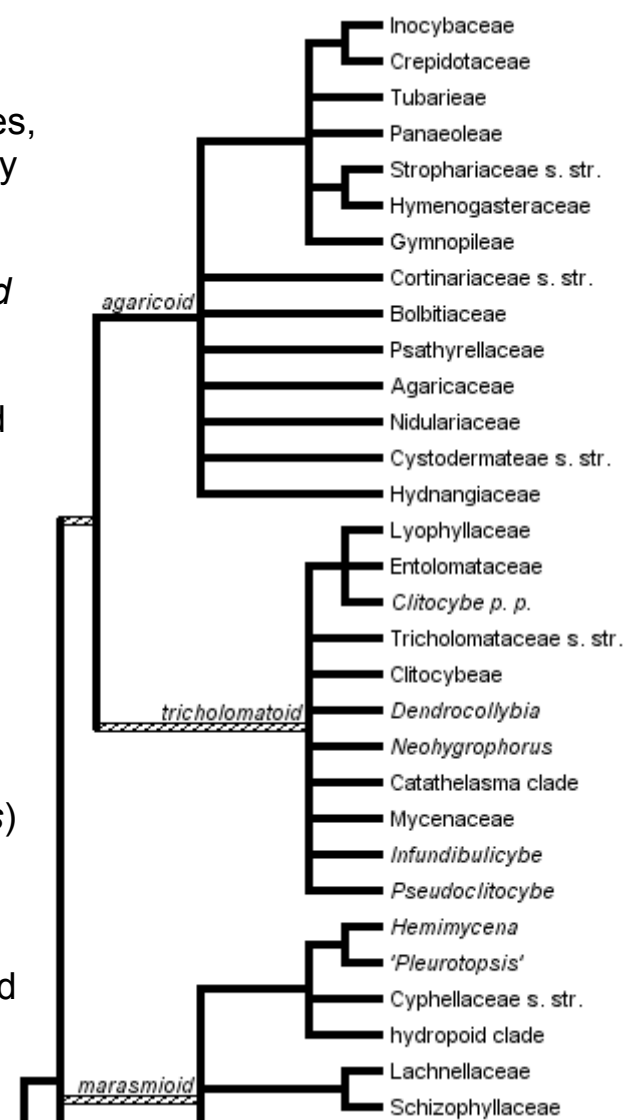 Inocybaceae
es,
Crepidotaceae
Tubarieae
Panaeoleae
y
Strophariaceae s. str.
Hymenogasteraceae
Gymnopileae
d
Cortinariaceae s. str.
agaricoid
Bolbitiaceae
Psathyrellaceae
Agaricaceae
d
Nidulariaceae
Cystodermateae s. str.
Hydnangiaceae
Lyophyllaceae
Entolomataceae
Clitocybe p. p.
Tricholomataceae s. str.
Clitocybeae
tricholomatoid
Dendrocollybia
Neohygrophorus
Catathelasma clade
s)
Mycenaceae
Infundibulicybe
Pseudoclitocybe
Hemimycena
'Pleurotopsis'
d
Cyphellaceae s. str.
hydropoid clade
Lachnellaceae
marasmioid
Schizophyllaceae